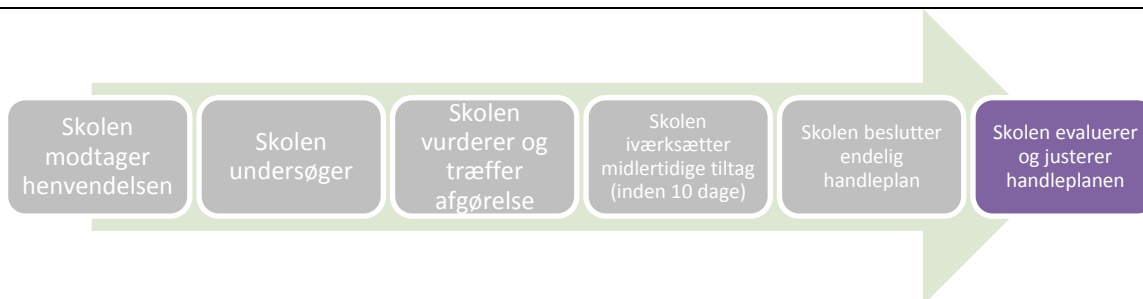 Skolen
modtager
henvendelsen
Skolen
undersøger
Skolen
vurderer og
træffer
afgørelse
Skolen
iværksætter
midlertidige tiltag
(inden 10 dage)
Skolen beslutter
endelig
handleplan
Skolen evaluerer
og justerer
handleplanen